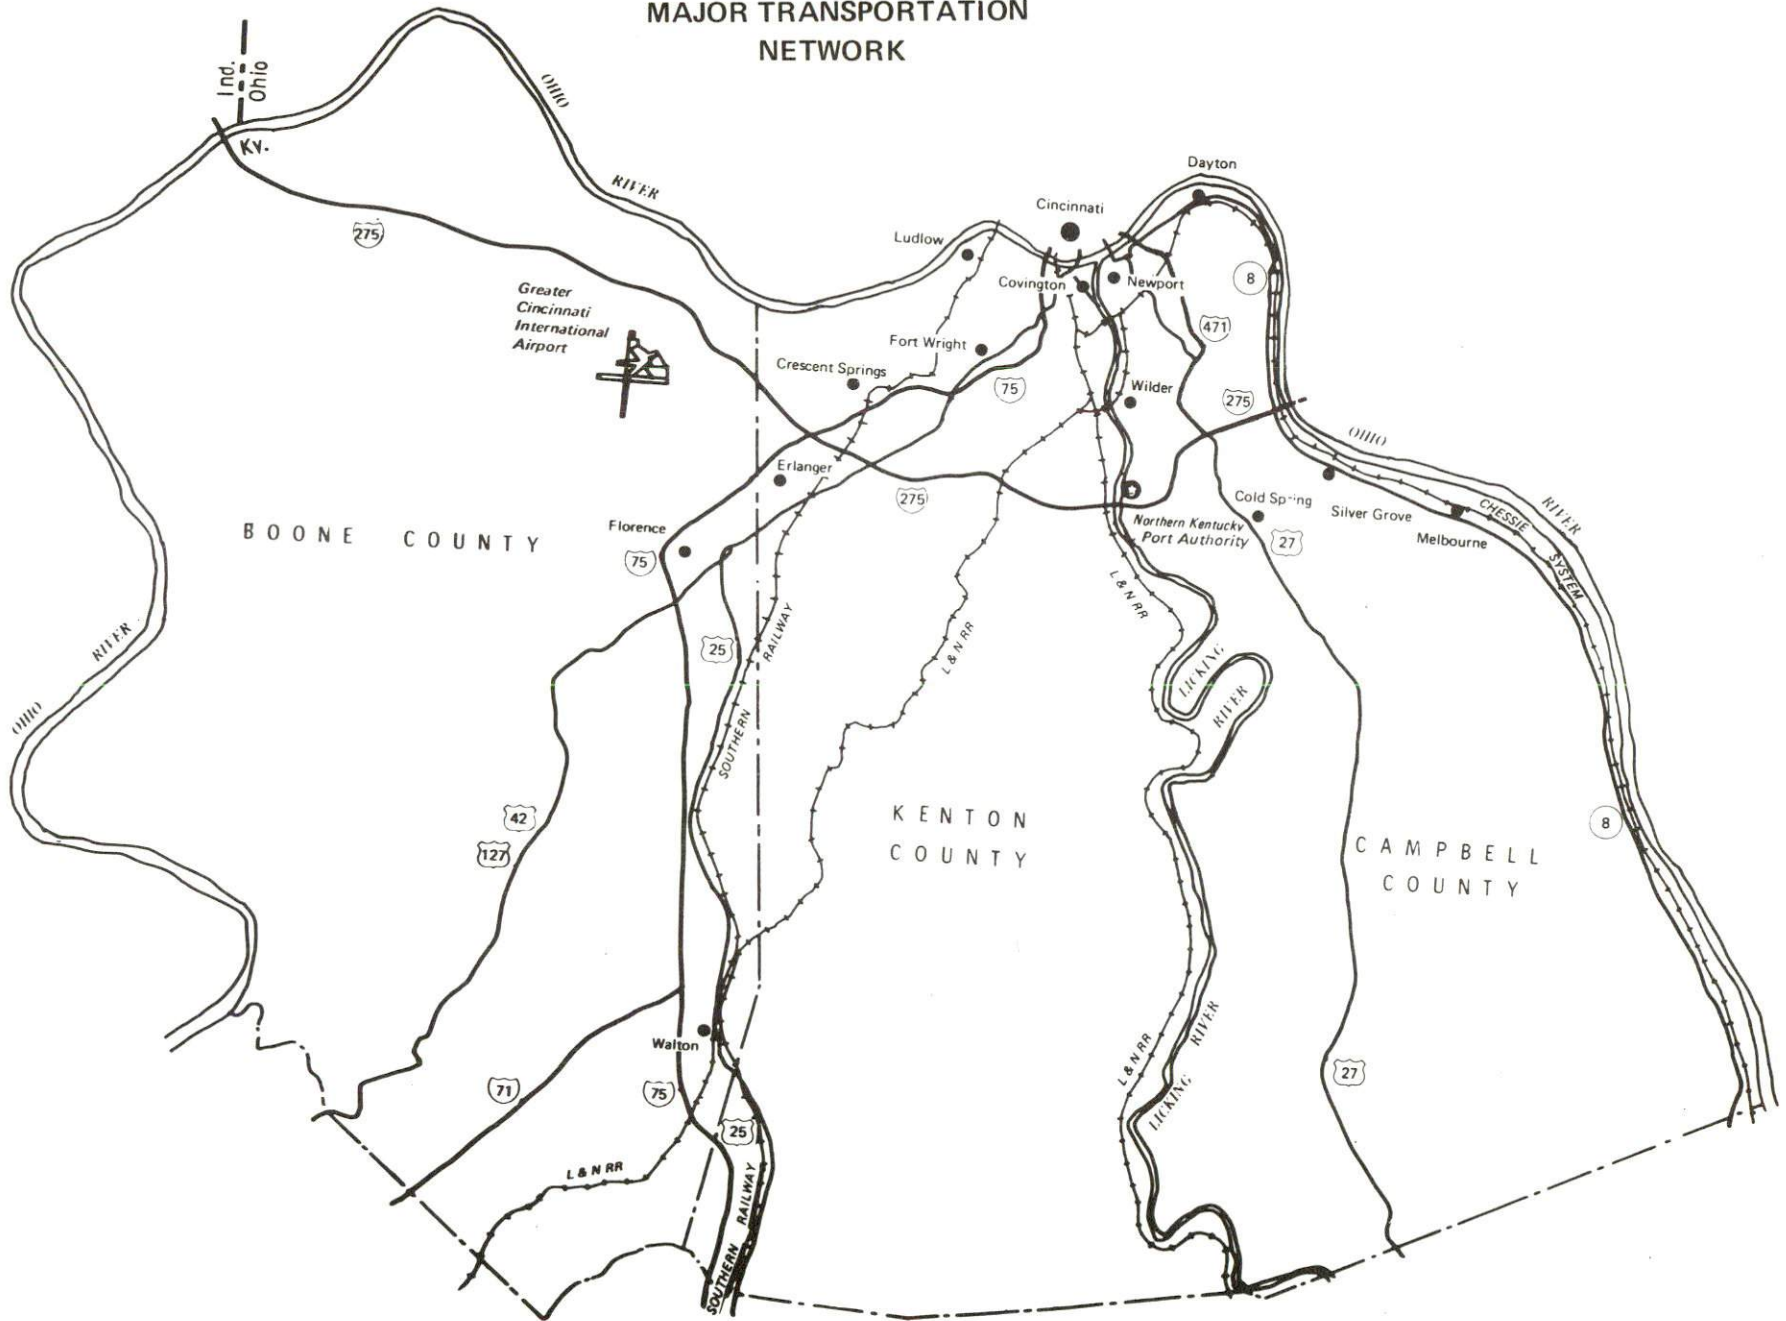 MAJOR TRANSPORTATION
NETWORK
Ind.
Ohio
Ky.
OHIO
RIVER
275
Dayton
Cincinnati
Ludlow
Covington
Newport
8
Greater
Cincinnati
International
Airport
471
Fort Wright
Crescent Springs
75
Wilder
275
OHIO
RIVER
Erlanger
275
Cold Spring
Silver Grove
CHESSIE
SYSTEM
Melbourne
Northern Kentucky
Port Authority
27
BOONE COUNTY
Florence
75
L & N RR
RIVER
OHIO
25
SOUTHERN
RAILWAY
L & N RR
LICKING
RIVER
42
127
KENTON
COUNTY
CAMPBELL
COUNTY
8
Walton
71
75
25
L & N RR
SOUTHERN RAILWAY
L & N RR
LICKING
RIVER
27